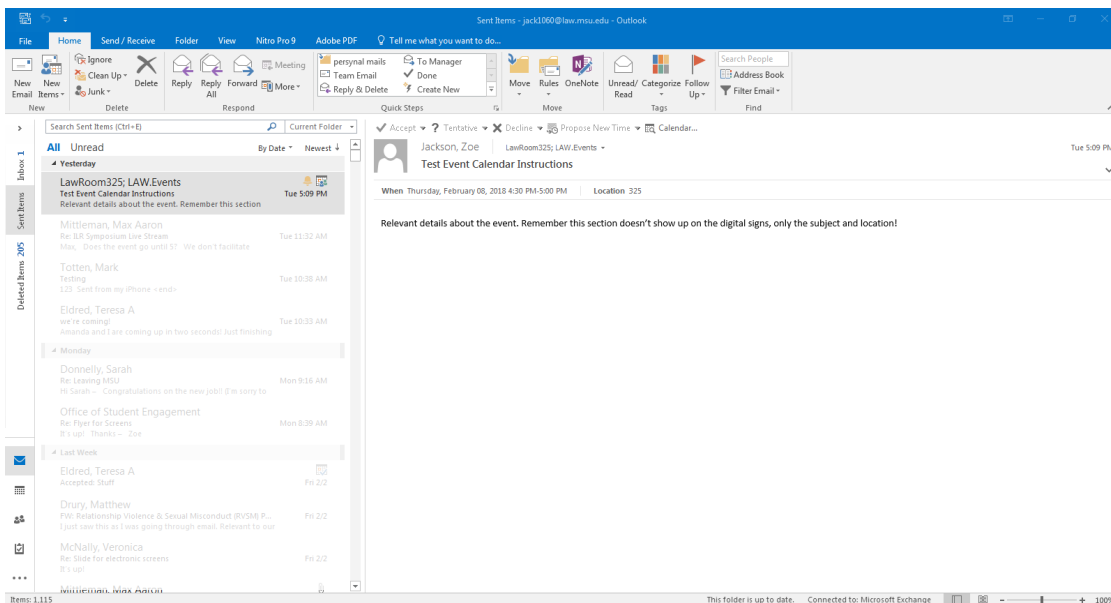 Sent Items - jack1060@law.msu.edu - Outlook
File Home Send / Receive Folder View Nitro Pro 9 Adobe PDF Tell me what you want to do...
New Email
New Items
New
Ignore
Clean Up
Junk
Delete
Delete
Reply
Reply All
Forward
Meeting
More
Respond
persynal mails
Team Email
Reply & Delete
To Manager
Done
Create New
Quick Steps
Move
Rules
OneNote
Move
Unread/ Read
Categorize
Follow Up
Tags
Search People
Address Book
Filter Email
Find
Inbox 1
Sent Items
Deleted Items 205
Search Sent Items (Ctrl+E) Current Folder
All Unread By Date Newest ↓
Yesterday
LawRoom325; LAW.Events
Test Event Calendar Instructions Tue 5:09 PM
Relevant details about the event. Remember this section
Mittleman, Max Aaron
Re: ILR Symposium Live Stream Tue 11:32 AM
Max, Does the event go until 5? We don't facilitate
Totten, Mark
Testing Tue 10:38 AM
123 Sent from my iPhone <end>
Eldred, Teresa A
we're coming! Tue 10:33 AM
Amanda and I are coming up in two seconds! Just finishing
Monday
Donnelly, Sarah
Re: Leaving MSU Mon 9:16 AM
Hi Sarah – Congratulations on the new job!! (I'm sorry to
Office of Student Engagement
Re: Flyer for Screens Mon 8:39 AM
It's up! Thanks – Zoe
Last Week
Eldred, Teresa A
Accepted: Stuff Fri 2/2
Drury, Matthew
FW: Relationship Violence & Sexual Misconduct (RVSM) P... Fri 2/2
I just saw this as I was going through email. Relevant to our
McNally, Veronica
Re: Slide for electronic screens Fri 2/2
It's up!
Mittleman, Max Aaron
Accept ? Tentative Decline Propose New Time Calendar...
Jackson, Zoe LawRoom325; LAW.Events Tue 5:09 PM
Test Event Calendar Instructions
When Thursday, February 08, 2018 4:30 PM-5:00 PM Location 325
Relevant details about the event. Remember this section doesn't show up on the digital signs, only the subject and location!
Items: 1,115 This folder is up to date. Connected to: Microsoft Exchange 100%